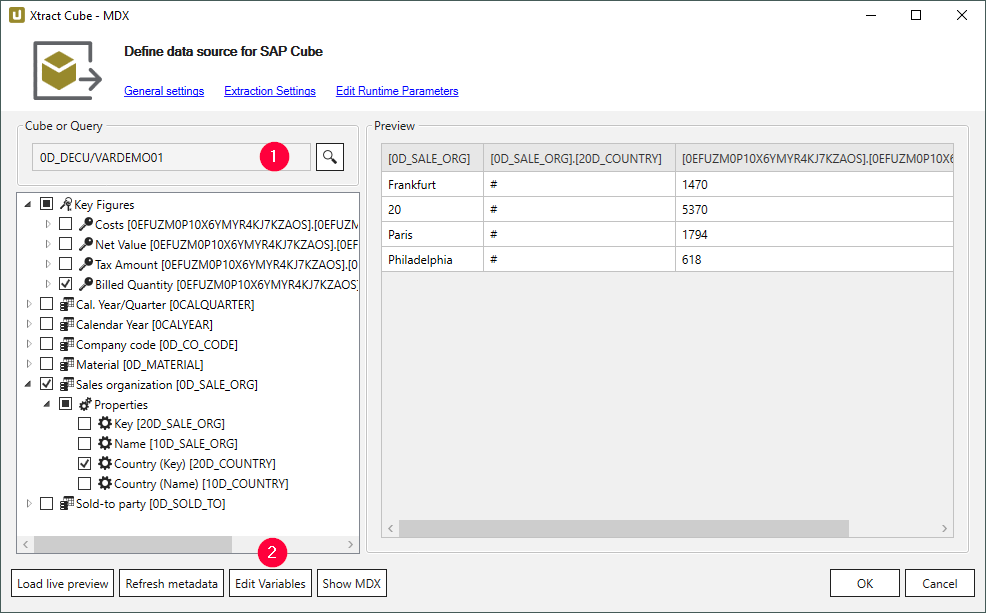 Xtract Cube - MDX
Define data source for SAP Cube
General settings Extraction Settings Edit Runtime Parameters
Cube or Query
0D_DECU/VARDEMO01
1
Key Figures
Costs [0EFUZM0P10X6YMYR4KJ7KZAOS].[0EFUZM
Net Value [0EFUZM0P10X6YMYR4KJ7KZAOS].[0EF
Tax Amount [0EFUZM0P10X6YMYR4KJ7KZAOS].[0
Billed Quantity [0EFUZM0P10X6YMYR4KJ7KZAOS]
Cal. Year/Quarter [0CALQUARTER]
Calendar Year [0CALYEAR]
Company code [0D_CO_CODE]
Material [0D_MATERIAL]
Sales organization [0D_SALE_ORG]
Properties
Key [20D_SALE_ORG]
Name [10D_SALE_ORG]
Country (Key) [20D_COUNTRY]
Country (Name) [10D_COUNTRY]
Sold-to party [0D_SOLD_TO]
Preview
[0D_SALE_ORG] [0D_SALE_ORG].[20D_COUNTRY] [0EFUZM0P10X6YMYR4KJ7KZAOS].[0EFUZM0P10X6
Frankfurt # 1470
20 # 5370
Paris # 1794
Philadelphia # 618
2
Load live preview Refresh metadata Edit Variables Show MDX OK Cancel